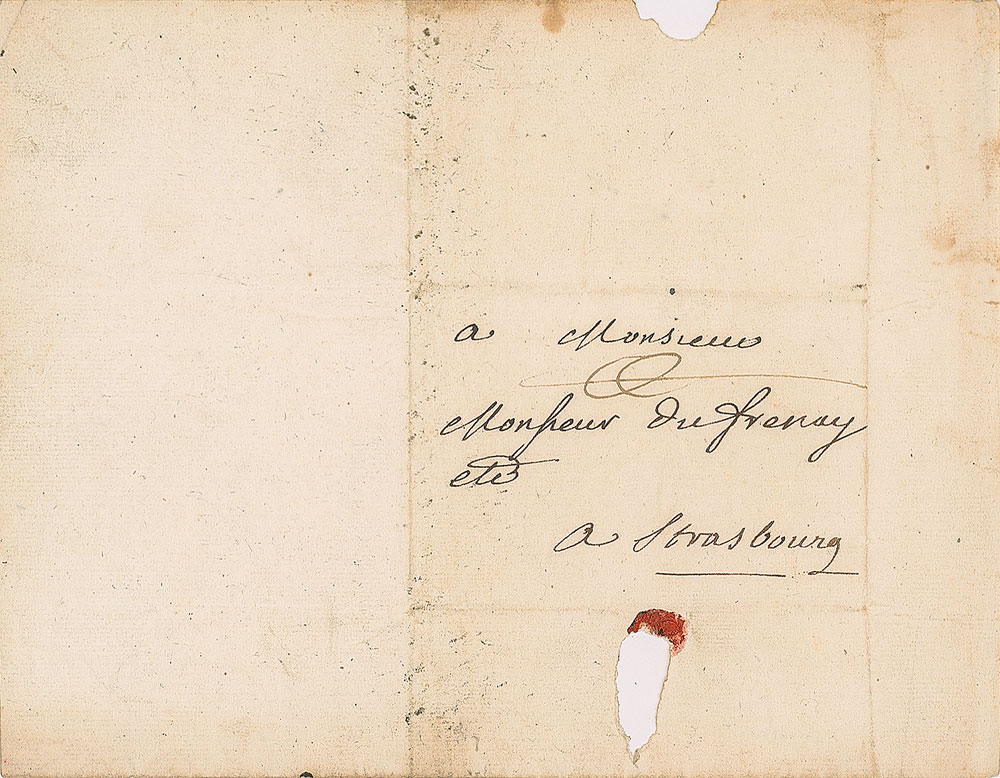 a Monsieur
Monsieur du frenay
etc
a Strasbourg